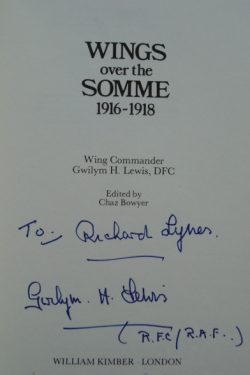 WINGS
over the
SOMME
1916-1918
Wing Commander
Gwilym H. Lewis, DFC
Edited by
Chaz Bowyer
To:- Richard Lynes.
Gwilym. H. Lewis
(R.F.C/R.A.F..)
WILLIAM KIMBER · LONDON